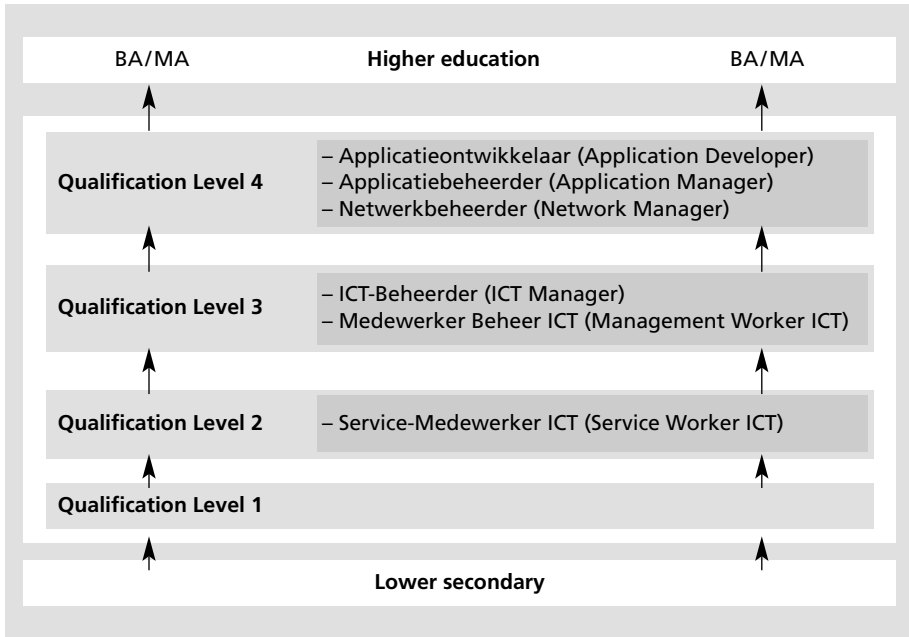 BA/MA Higher education BA/MA
Qualification Level 4
– Applicatieontwikkelaar (Application Developer)
– Applicatiebeheerder (Application Manager)
– Netwerkbeheerder (Network Manager)
Qualification Level 3
– ICT-Beheerder (ICT Manager)
– Medewerker Beheer ICT (Management Worker ICT)
Qualification Level 2
– Service-Medewerker ICT (Service Worker ICT)
Qualification Level 1
Lower secondary